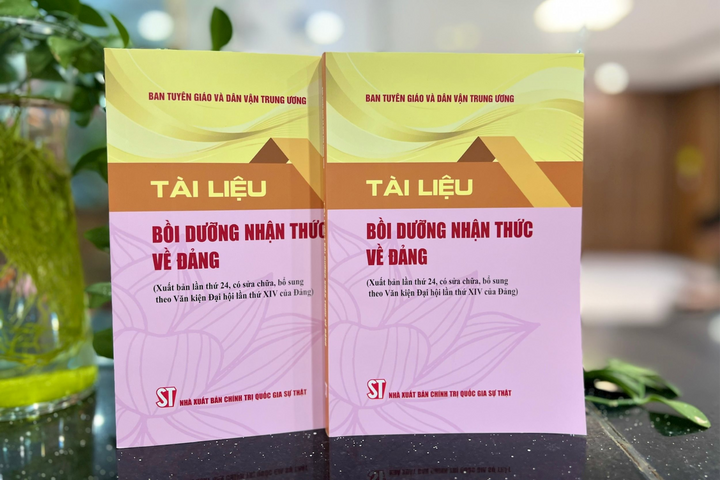 BAN TUYÊN GIÁO VÀ DÂN VẬN TRUNG ƯƠNG
TÀI LIỆU
BỒI DƯỠNG NHẬN THỨC
VỀ ĐẢNG
(Xuất bản lần thứ 24, có sửa chữa, bổ sung
theo Văn kiện Đại hội lần thứ XIV của Đảng)
ST NHÀ XUẤT BẢN CHÍNH TRỊ QUỐC GIA SỰ THẬT
BAN TUYÊN GIÁO VÀ DÂN VẬN TRUNG ƯƠNG
TÀI LIỆU
BỒI DƯỠNG NHẬN THỨC
VỀ ĐẢNG
(Xuất bản lần thứ 24, có sửa chữa, bổ sung
theo Văn kiện Đại hội lần thứ XIV của Đảng)
ST NHÀ XUẤT BẢN CHÍNH TRỊ QUỐC GIA SỰ THẬT